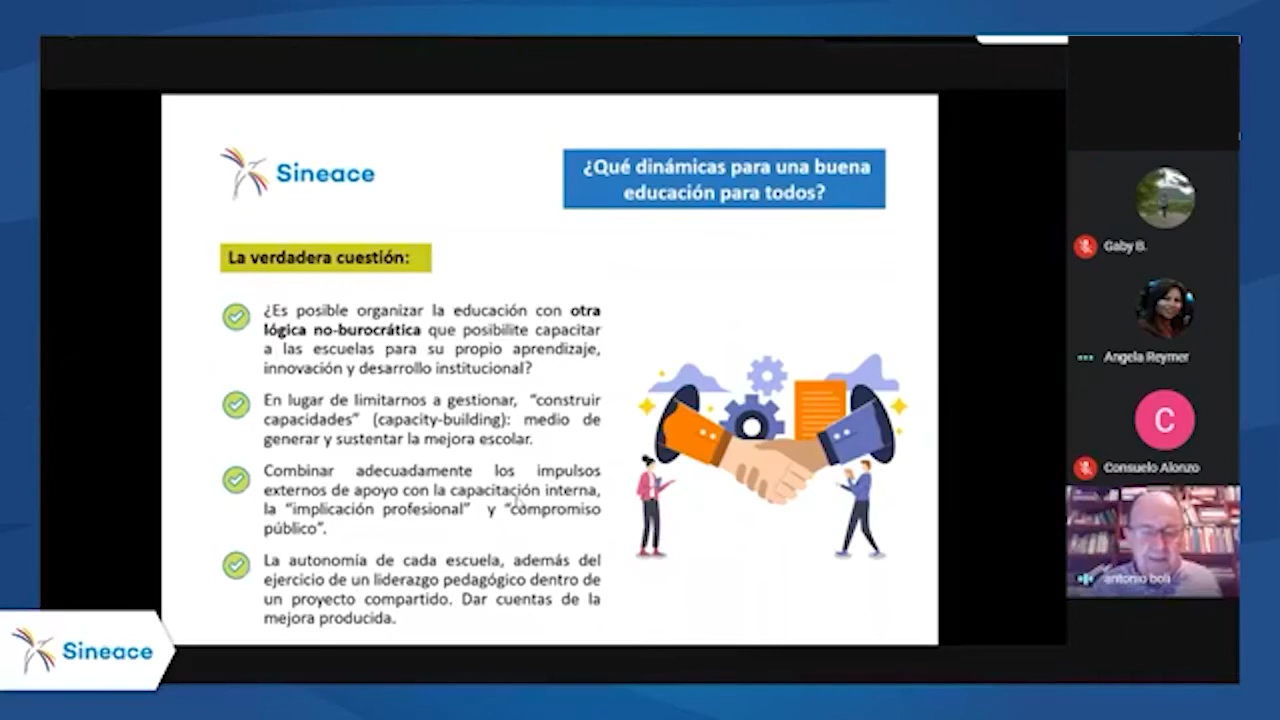 Sineace
¿Qué dinámicas para una buena
educación para todos?
La verdadera cuestión:
¿Es posible organizar la educación con otra
lógica no-burocrática que posibilite capacitar
a las escuelas para su propio aprendizaje,
innovación y desarrollo institucional?
En lugar de limitarnos a gestionar, “construir
capacidades” (capacity-building): medio de
generar y sustentar la mejora escolar.
Combinar adecuadamente los impulsos
externos de apoyo con la capacitación interna,
la “implicación profesional” y “compromiso
público”.
La autonomía de cada escuela, además del
ejercicio de un liderazgo pedagógico dentro de
un proyecto compartido. Dar cuentas de la
mejora producida.
Gaby B.
Angela Reymer
C
Consuelo Alonzo
antonio boli
Sineace